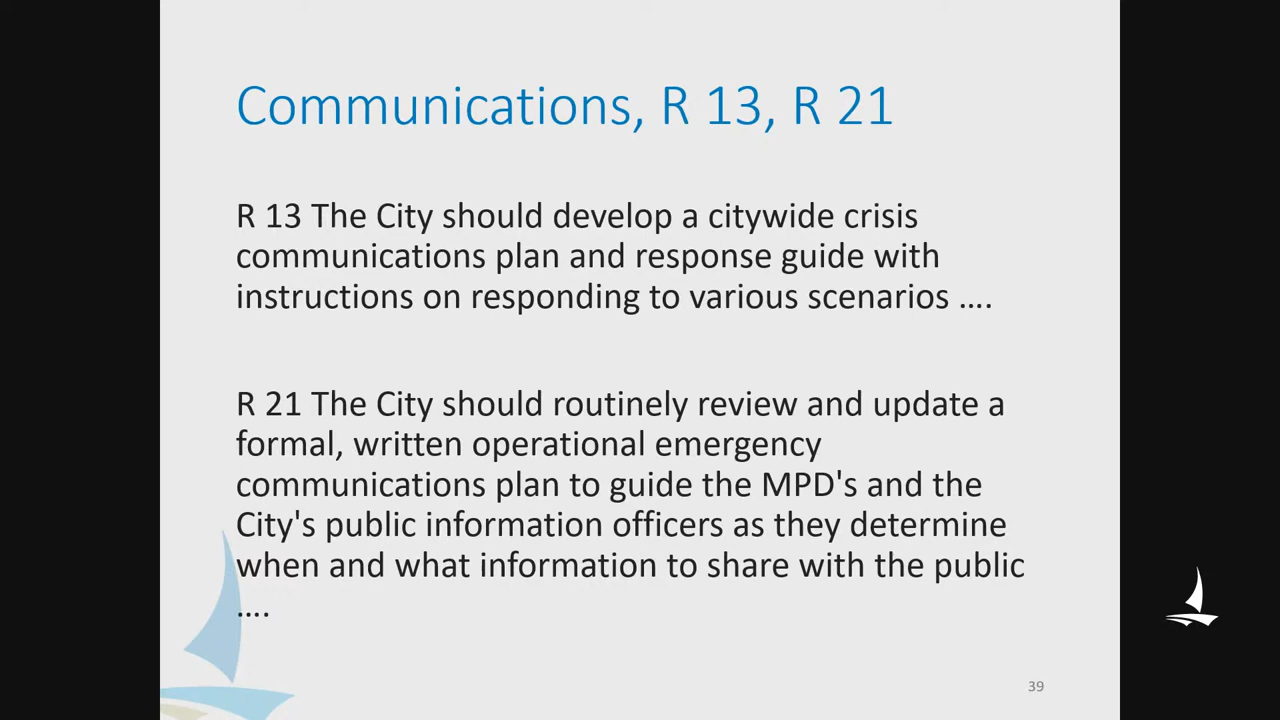 Communications, R 13, R 21
R 13 The City should develop a citywide crisis
communications plan and response guide with
instructions on responding to various scenarios ....
R 21 The City should routinely review and update a
formal, written operational emergency
communications plan to guide the MPD's and the
City's public information officers as they determine
when and what information to share with the public
....
39